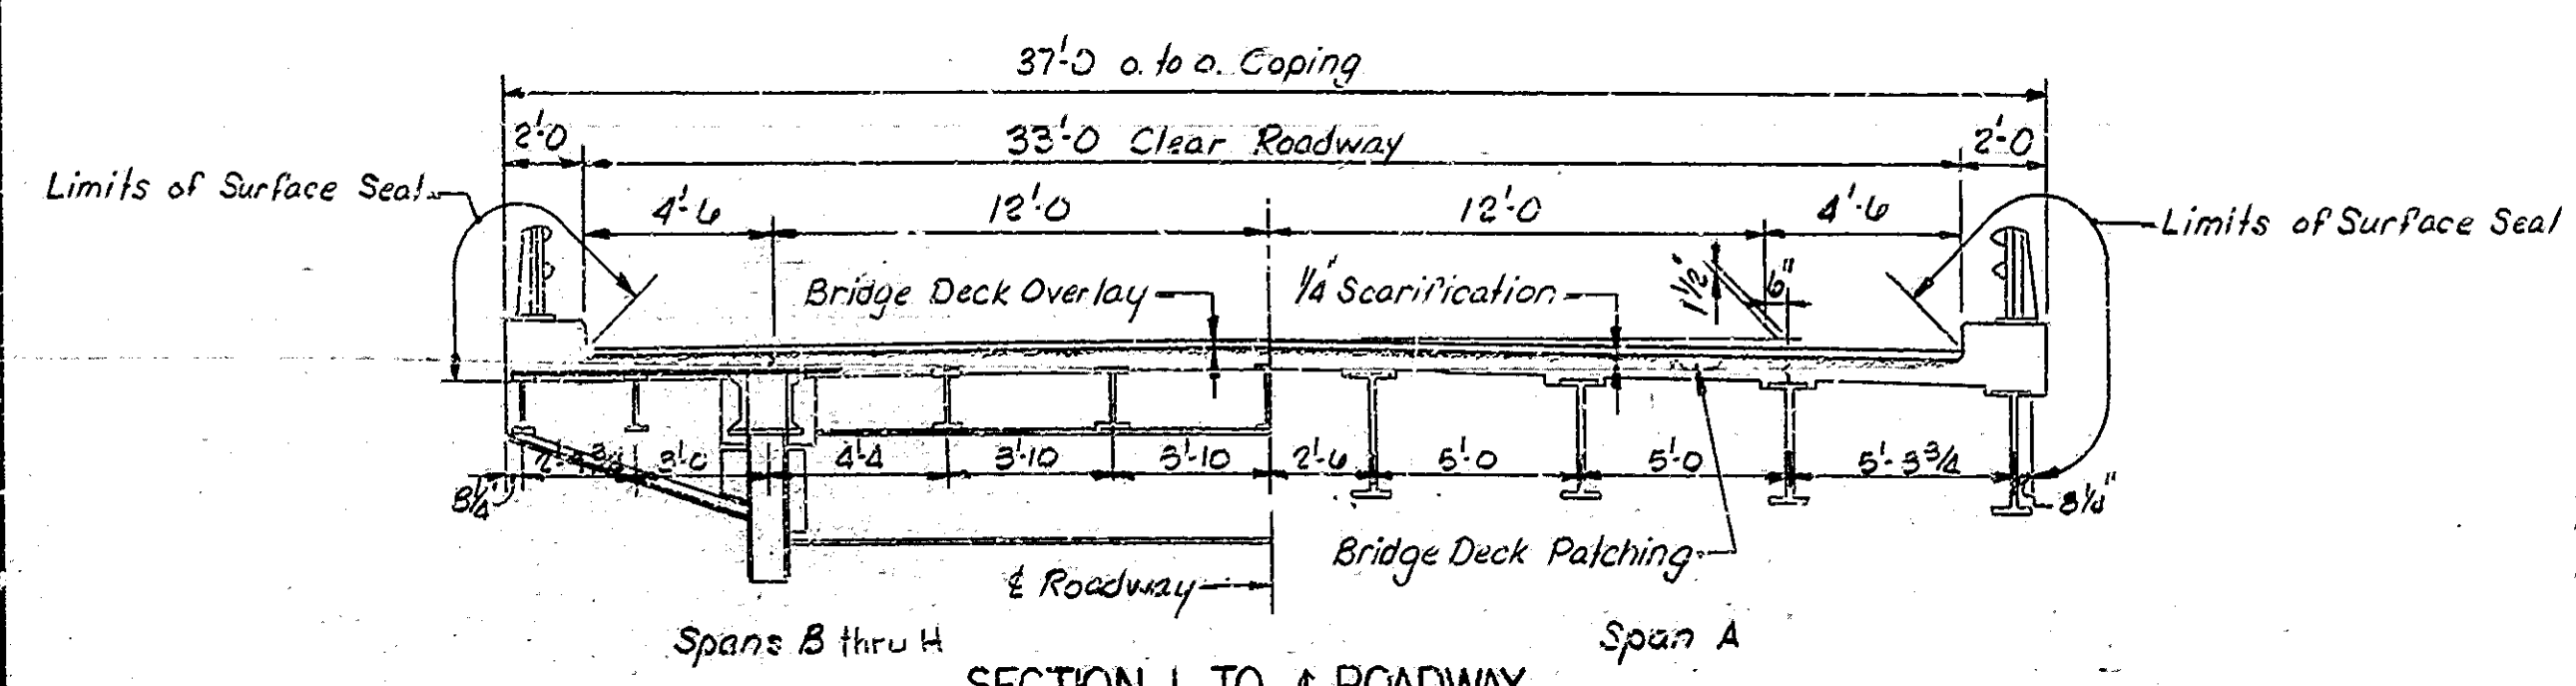 37'-0 o. to o. Coping
2'-0
33'-0 Clear Roadway
2'-0
Limits of Surface Seal
4'-6
12'-0
12'-0
4'-6
Limits of Surface Seal
Bridge Deck Overlay
1/4" Scarification
1 1/2"
6"
3'-0
4'-4
3'-10
3'-10
2'-6
5'-0
5'-0
5'-3 3/4
8 1/4"
8 1/4"
Bridge Deck Patching
℄ Roadway
Spans B thru H
Span A
SECTION ⊥ TO ℄ ROADWAY